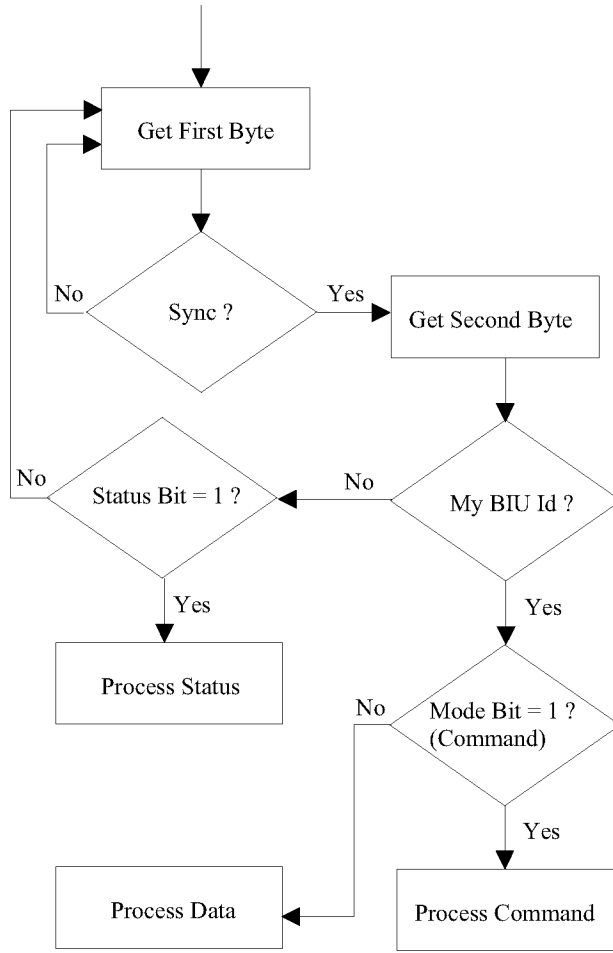 Get First Byte
No
Sync ?
Yes
Get Second Byte
No
Status Bit = 1 ?
No
My BIU Id ?
Yes
Yes
Process Status
No
Mode Bit = 1 ?
(Command)
Yes
Process Data
Process Command